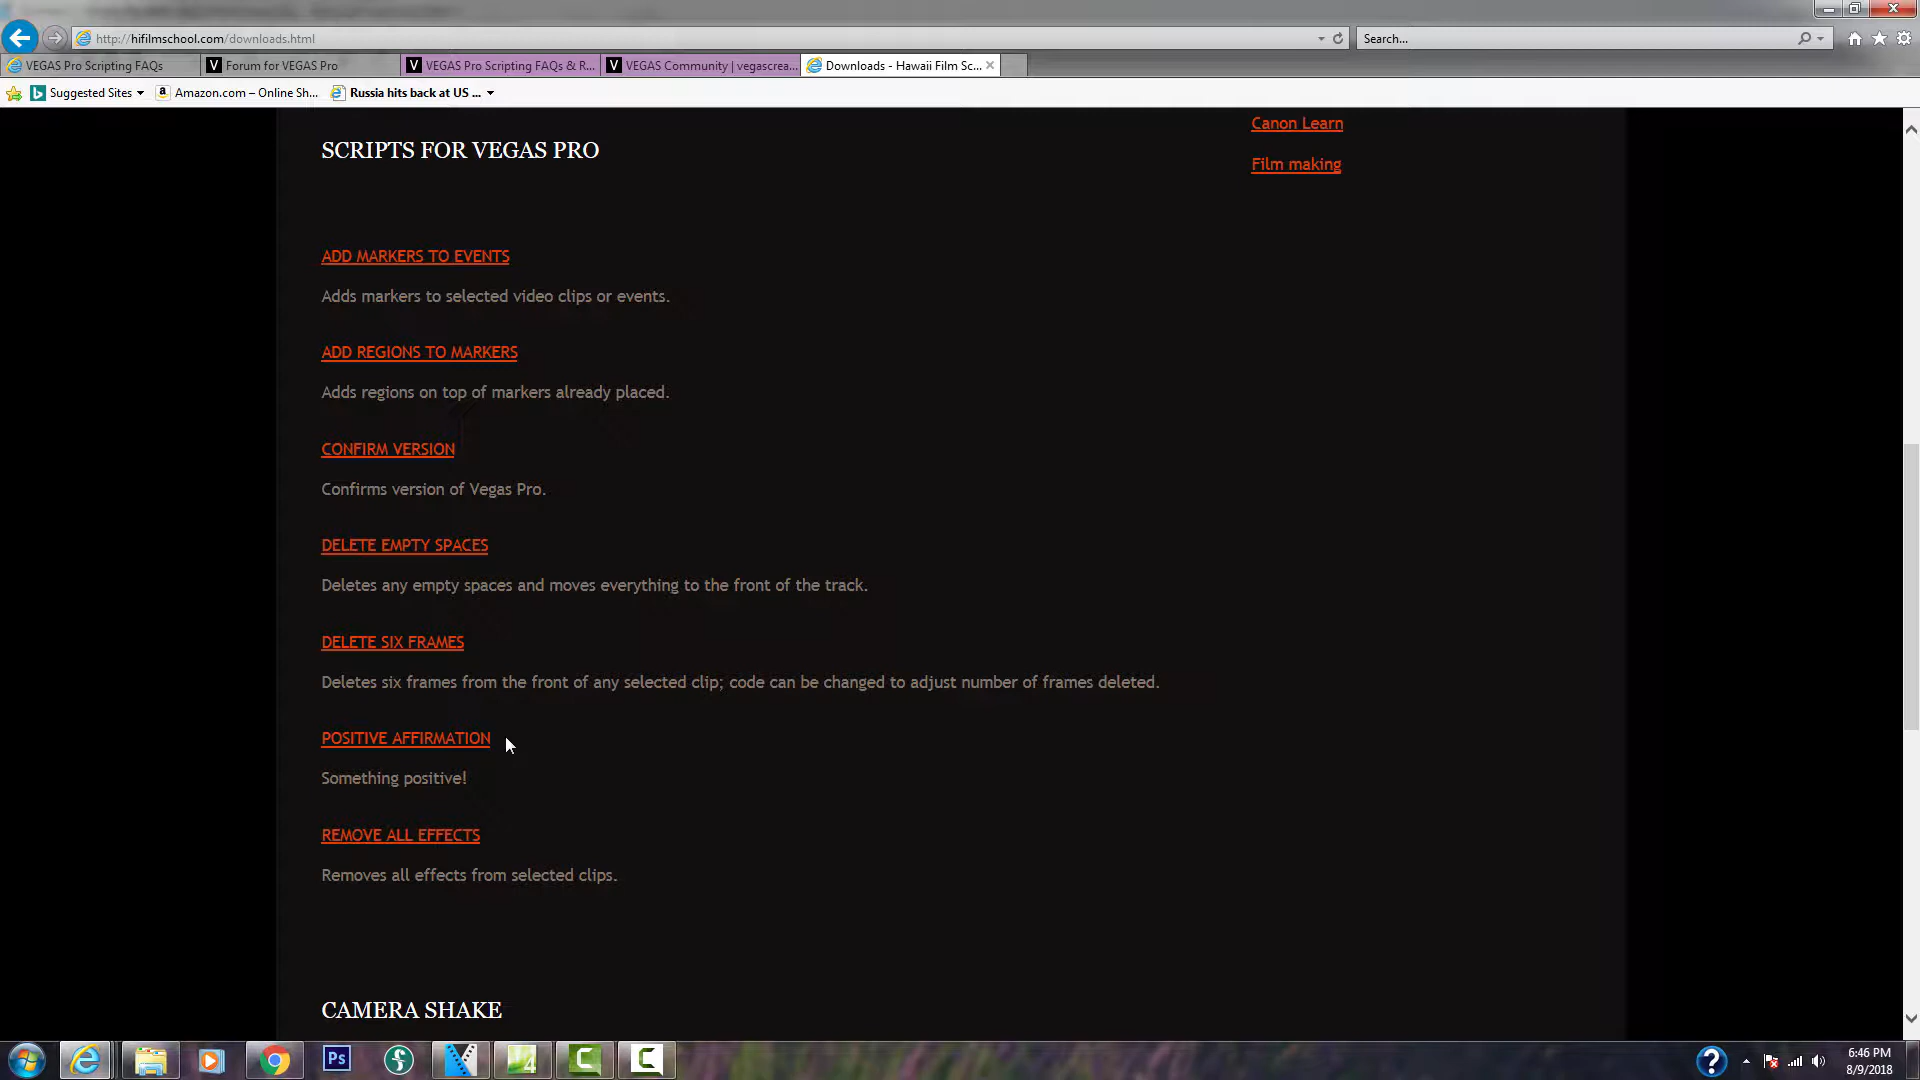 http://hifilmschool.com/downloads.html
Search...
VEGAS Pro Scripting FAQs
V Forum for VEGAS Pro
V VEGAS Pro Scripting FAQs & R...
V VEGAS Community | vegascrea...
Downloads - Hawaii Film Sc...
Suggested Sites
Amazon.com – Online Sh...
Russia hits back at US ...
Canon Learn
Film making
SCRIPTS FOR VEGAS PRO
ADD MARKERS TO EVENTS
Adds markers to selected video clips or events.
ADD REGIONS TO MARKERS
Adds regions on top of markers already placed.
CONFIRM VERSION
Confirms version of Vegas Pro.
DELETE EMPTY SPACES
Deletes any empty spaces and moves everything to the front of the track.
DELETE SIX FRAMES
Deletes six frames from the front of any selected clip; code can be changed to adjust number of frames deleted.
POSITIVE AFFIRMATION
Something positive!
REMOVE ALL EFFECTS
Removes all effects from selected clips.
CAMERA SHAKE
Ps
6:46 PM
8/9/2018